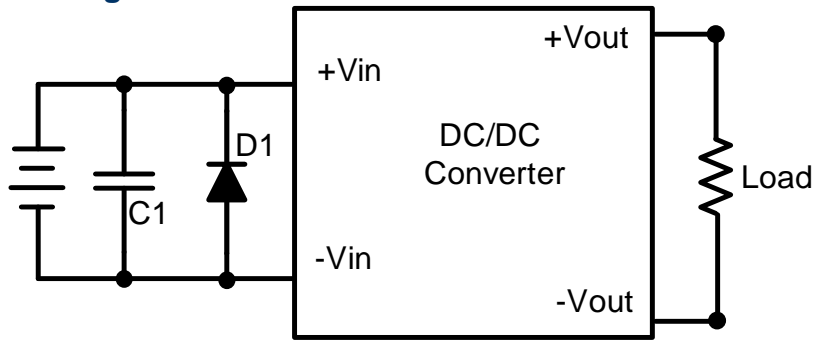 +Vin
+Vout
D1
DC/DC
Converter
Load
C1
-Vin
-Vout